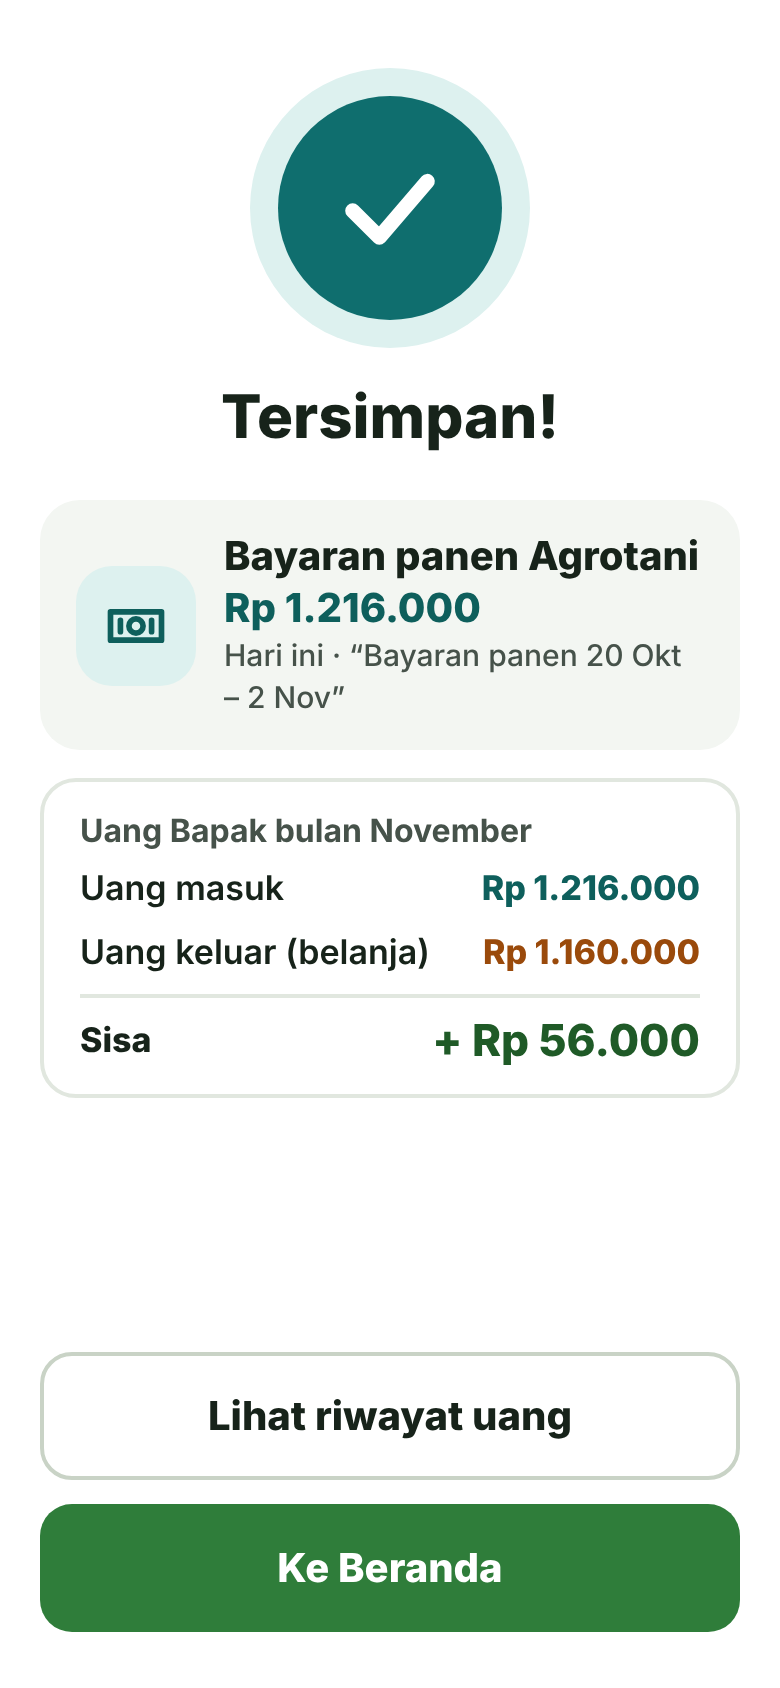 Tersimpan!
Bayaran panen Agrotani
Rp 1.216.000
Hari ini · “Bayaran panen 20 Okt
– 2 Nov”
Uang Bapak bulan November
Uang masuk Rp 1.216.000
Uang keluar (belanja) Rp 1.160.000
Sisa + Rp 56.000
Lihat riwayat uang
Ke Beranda